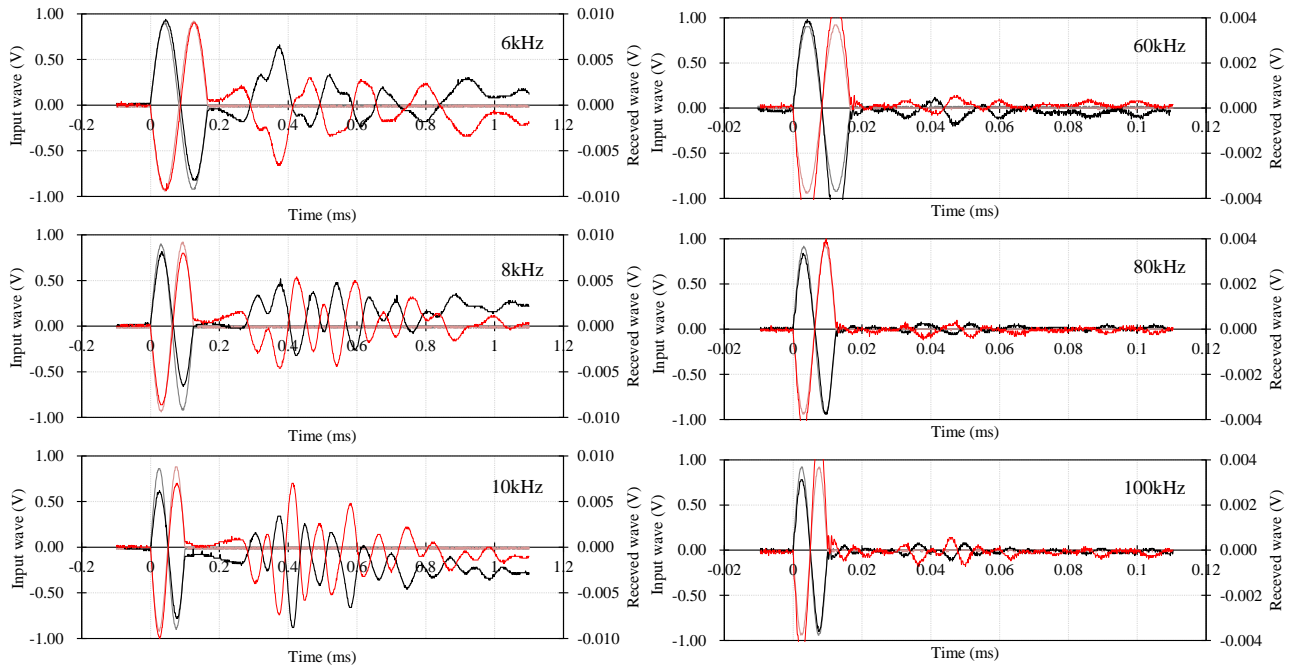 1.00 0.010
0.50 0.005
0.00 0.000
-0.50 -0.005
-1.00 -0.010
-0.2 0 0.2 0.4 0.6 0.8 1 1.2
Input wave (V)
Receved wave (V)
Time (ms)
6kHz
1.00 0.004
0.50 0.002
0.00 0.000
-0.50 -0.002
-1.00 -0.004
-0.02 0 0.02 0.04 0.06 0.08 0.1 0.12
Input wave (V)
Receved wave (V)
Time (ms)
60kHz
1.00 0.010
0.50 0.005
0.00 0.000
-0.50 -0.005
-1.00 -0.010
-0.2 0 0.2 0.4 0.6 0.8 1 1.2
Input wave (V)
Receved wave (V)
Time (ms)
8kHz
1.00 0.004
0.50 0.002
0.00 0.000
-0.50 -0.002
-1.00 -0.004
-0.02 0 0.02 0.04 0.06 0.08 0.1 0.12
Input wave (V)
Receved wave (V)
Time (ms)
80kHz
1.00 0.010
0.50 0.005
0.00 0.000
-0.50 -0.005
-1.00 -0.010
-0.2 0 0.2 0.4 0.6 0.8 1 1.2
Input wave (V)
Receved wave (V)
Time (ms)
10kHz
1.00 0.004
0.50 0.002
0.00 0.000
-0.50 -0.002
-1.00 -0.004
-0.02 0 0.02 0.04 0.06 0.08 0.1 0.12
Input wave (V)
Receved wave (V)
Time (ms)
100kHz